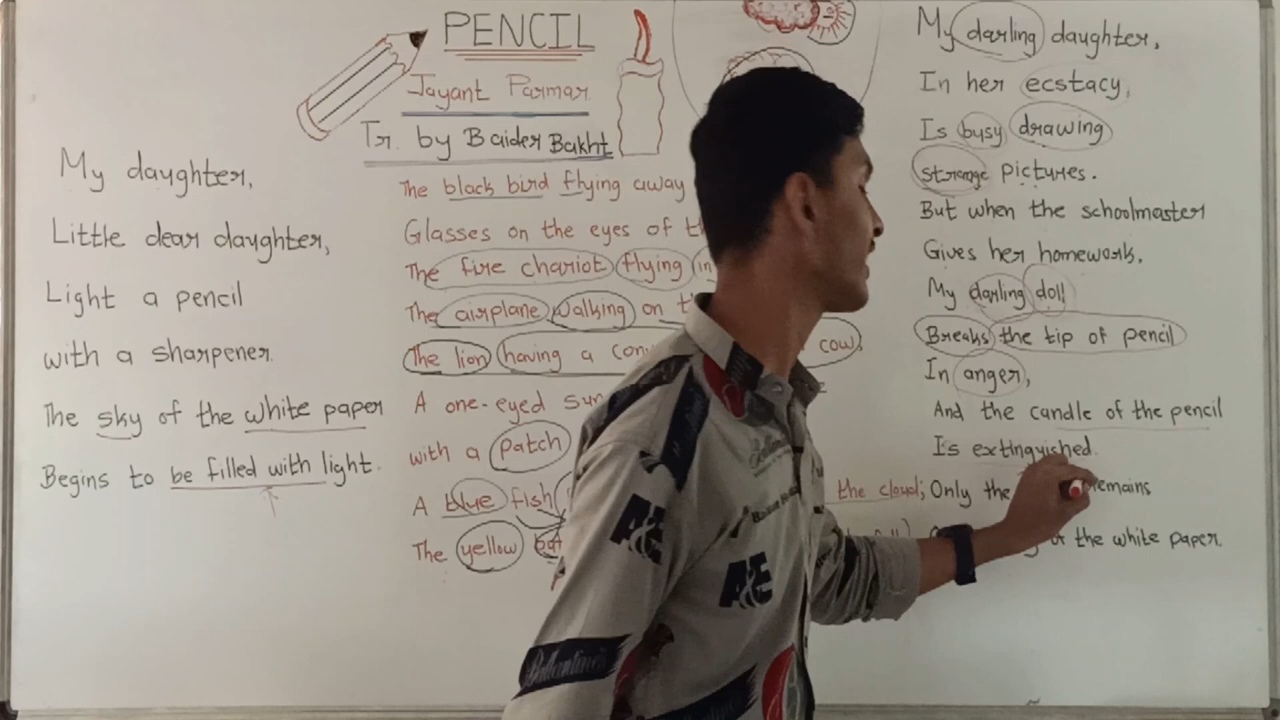 PENCIL
Jayant Parmar
Tr. by Baider Bakht
My daughter,
Little dear daughter,
Light a pencil
with a sharpener.
The sky of the white paper
Begins to be filled with light.
The black bird flying away
Glasses on the eyes of
The fire chariot flying in
The airplane walking on
The lion having a cow.
A one-eyed
with a patch
A blue fish the cloud;
The yellow
My darling daughter,
In her ecstacy,
Is busy drawing
strange pictures.
But when the schoolmaster
Gives her homework,
My darling doll
Breaks the tip of pencil
In anger,
And the candle of the pencil
Is extinguished.
Only the remains
the white paper.
A&E
A&E
Ballantine's